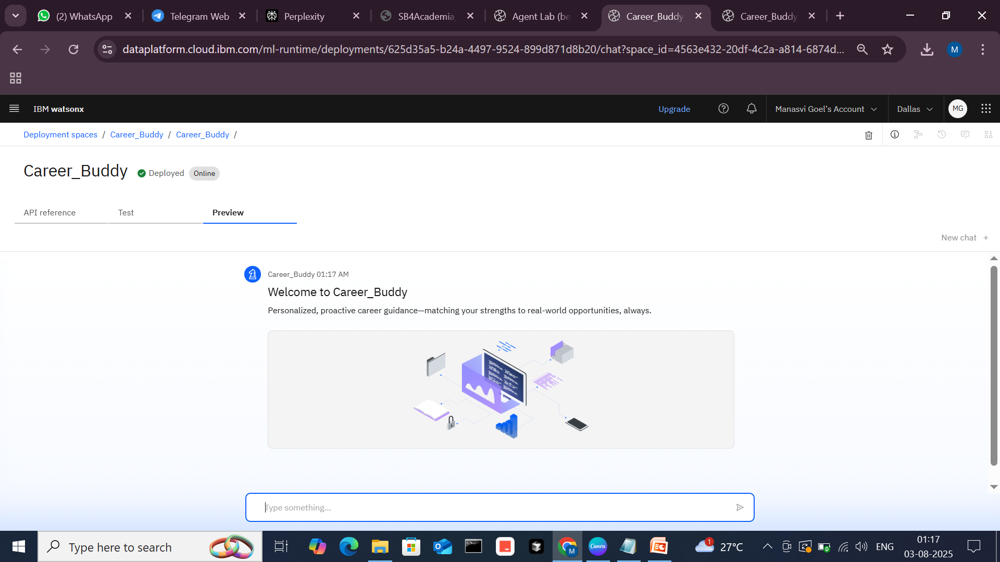 (2) WhatsApp
Telegram Web
Perplexity
SB4Academia_
Agent Lab (be
Career_Buddy
Career_Buddy
dataplatform.cloud.ibm.com/ml-runtime/deployments/625d35a5-b24a-4497-9524-899d871d8b20/chat?space_id=4563e432-20df-4c2a-a814-6874d...
M
IBM watsonx
Upgrade
Manasvi Goel's Account
Dallas
MG
Deployment spaces / Career_Buddy / Career_Buddy /
Career_Buddy
Deployed
Online
API reference
Test
Preview
New chat +
Career_Buddy 01:17 AM
Welcome to Career_Buddy
Personalized, proactive career guidance—matching your strengths to real-world opportunities, always.
Type something...
Type here to search
M
Canva
1
27°C
ENG
01:17
03-08-2025